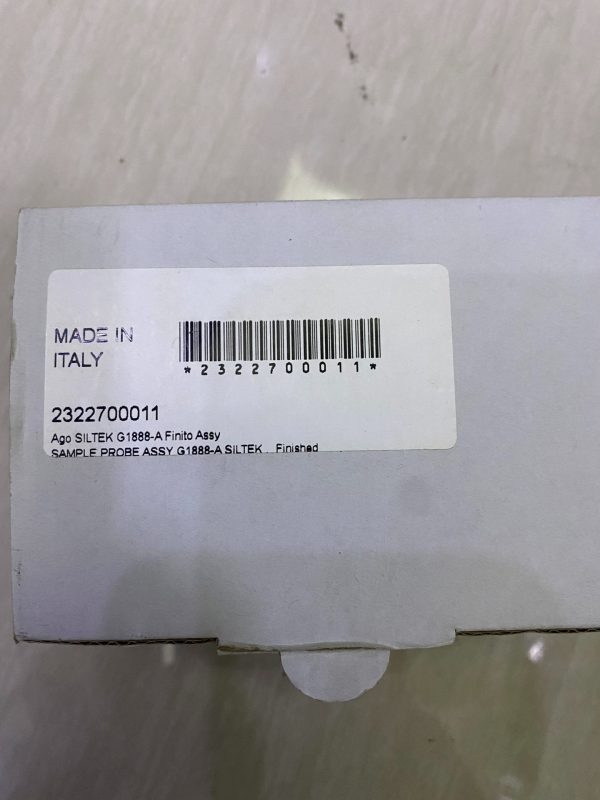 MADE IN
ITALY
*2322700011*
2322700011
Ago SILTEK G1888-A Finito Assy
SAMPLE PROBE ASSY G1888-A SILTEK . Finished